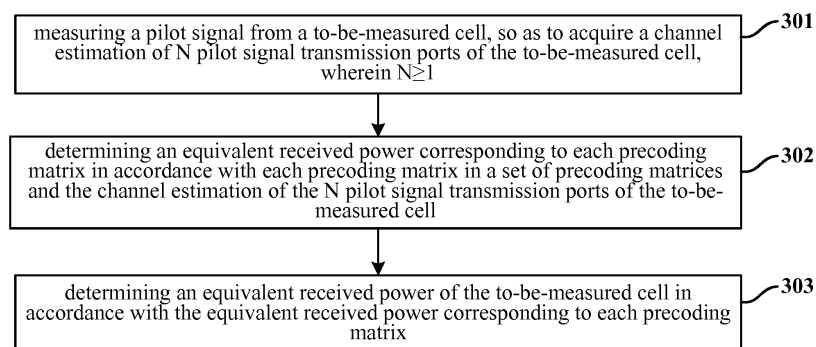 measuring a pilot signal from a to-be-measured cell, so as to acquire a channel
estimation of N pilot signal transmission ports of the to-be-measured cell,
wherein N≥1
301
determining an equivalent received power corresponding to each precoding
matrix in accordance with each precoding matrix in a set of precoding matrices
and the channel estimation of the N pilot signal transmission ports of the to-be-
measured cell
302
determining an equivalent received power of the to-be-measured cell in
accordance with the equivalent received power corresponding to each precoding
matrix
303